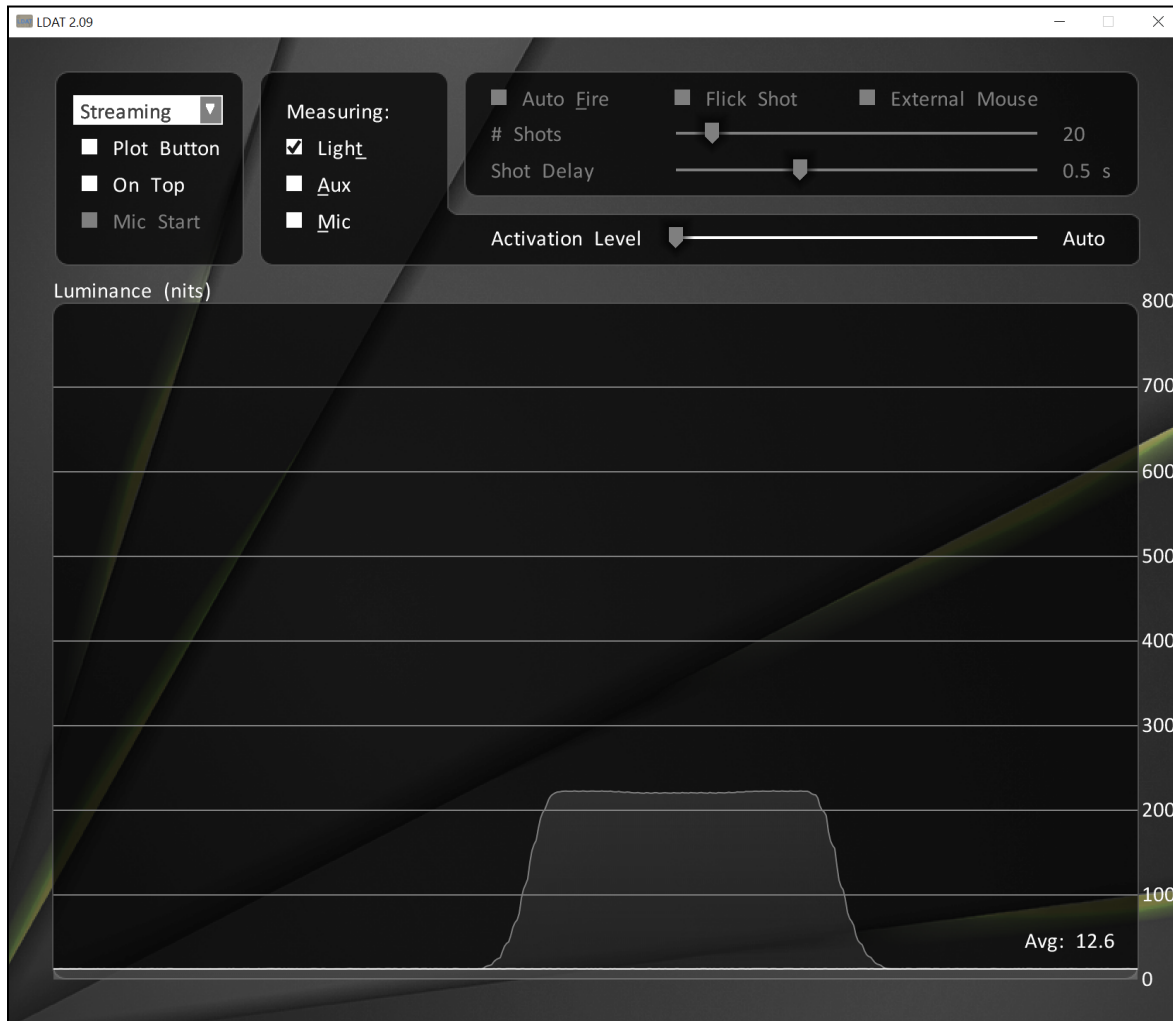 LDAT 2.09
Streaming
Plot Button
On Top
Mic Start
Measuring:
Light
Aux
Mic
Auto Fire
Flick Shot
External Mouse
# Shots
20
Shot Delay
0.5 s
Activation Level
Auto
Luminance (nits)
800
700
600
500
400
300
200
100
Avg: 12.6
0